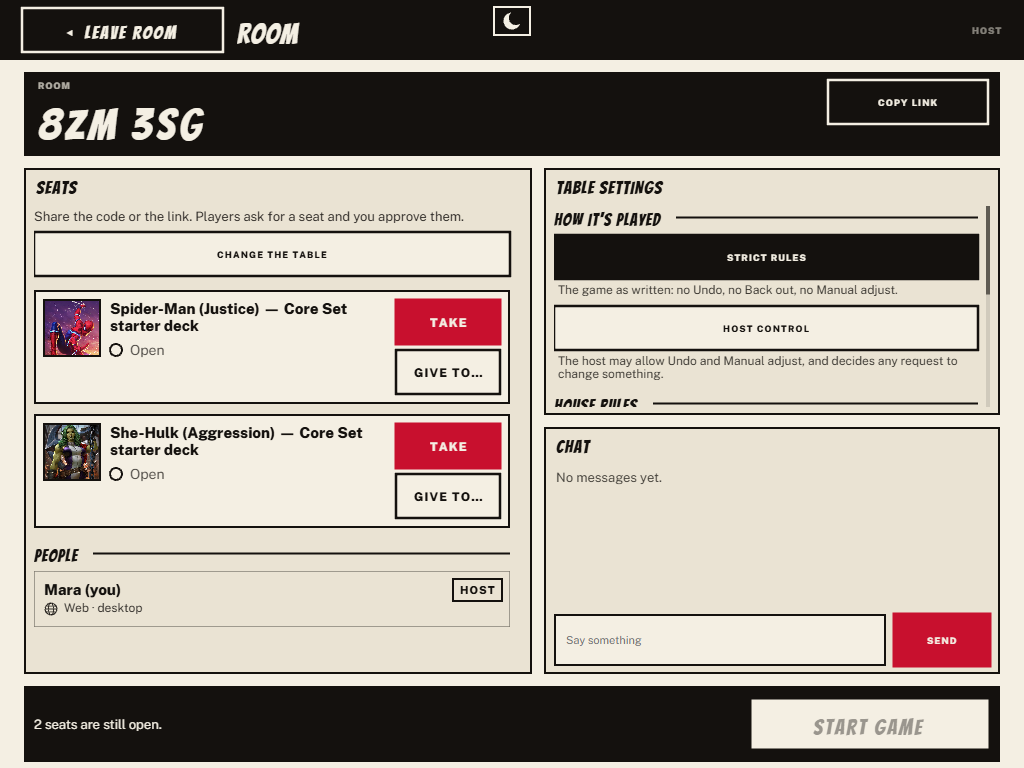 ◂ LEAVE ROOM
ROOM
HOST
ROOM
8ZM 3SG
COPY LINK
SEATS
Share the code or the link. Players ask for a seat and you approve them.
CHANGE THE TABLE
Spider-Man (Justice) — Core Set
starter deck
Open
TAKE
GIVE TO...
She-Hulk (Aggression) — Core Set
starter deck
Open
TAKE
GIVE TO...
PEOPLE
Mara (you)
Web · desktop
HOST
TABLE SETTINGS
HOW IT'S PLAYED
STRICT RULES
The game as written: no Undo, no Back out, no Manual adjust.
HOST CONTROL
The host may allow Undo and Manual adjust, and decides any request to
change something.
HOUSE RULES
CHAT
No messages yet.
Say something
SEND
2 seats are still open.
START GAME